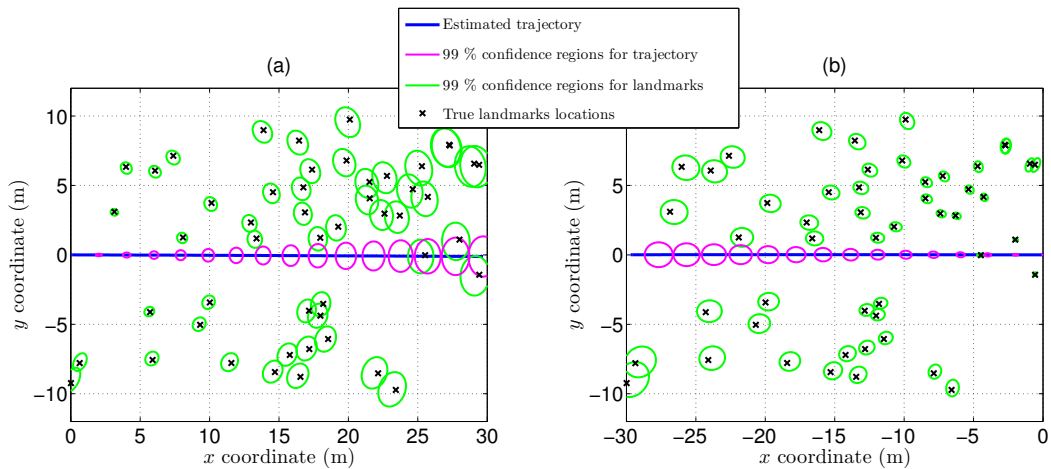 Estimated trajectory
99 % confidence regions for trajectory
99 % confidence regions for landmarks
True landmarks locations
(a)
10
5
0
−5
−10
y coordinate (m)
0 5 10 15 20 25 30
x coordinate (m)
(b)
10
5
0
−5
−10
y coordinate (m)
−30 −25 −20 −15 −10 −5 0
x coordinate (m)